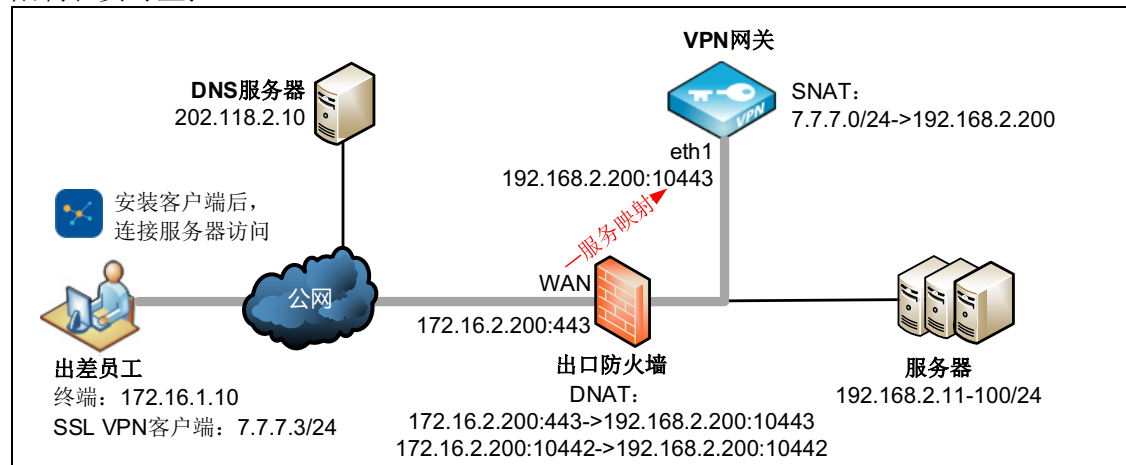 VPN网关
DNS服务器
202.118.2.10
SNAT：
7.7.7.0/24->192.168.2.200
VPN
eth1
192.168.2.200:10443
安装客户端后，
连接服务器访问
服务映射
WAN
公网
172.16.2.200:443
出差员工
终端：172.16.1.10
SSL VPN客户端：7.7.7.3/24
出口防火墙
DNAT：
172.16.2.200:443->192.168.2.200:10443
172.16.2.200:10442->192.168.2.200:10442
服务器
192.168.2.11-100/24